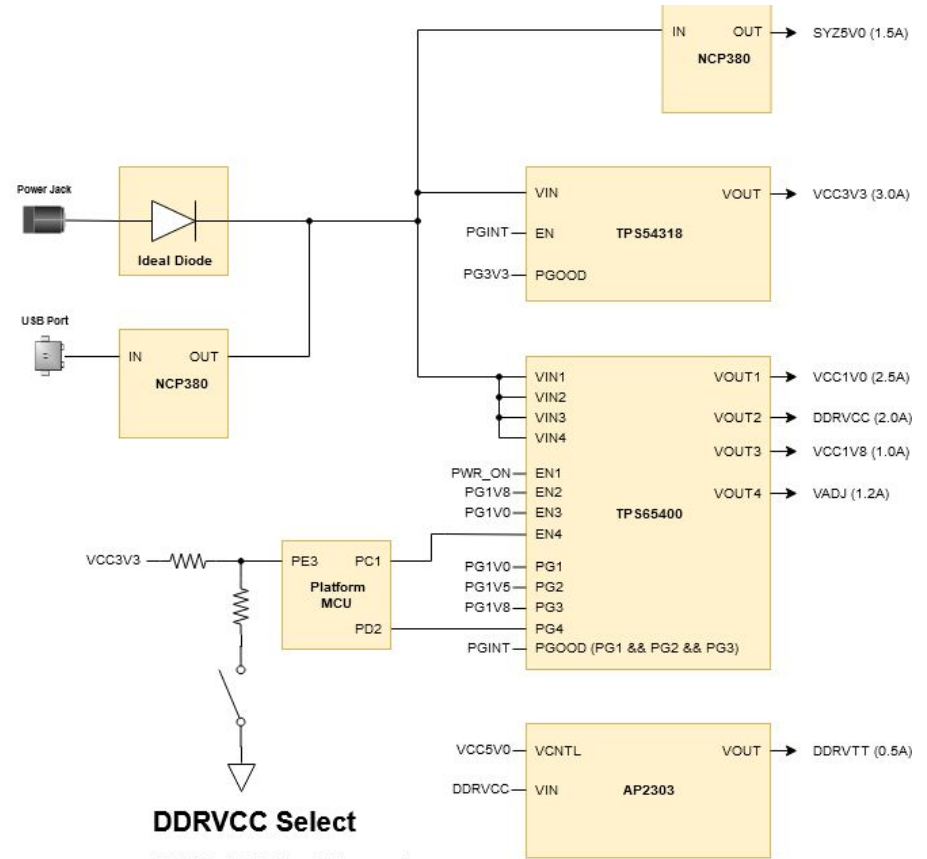 IN OUT
NCP380
SYZ5V0 (1.5A)
Power Jack
Ideal Diode
VIN VOUT
PGINT EN TPS54318
PG3V3 PGOOD
VCC3V3 (3.0A)
USB Port
IN OUT
NCP380
VIN1 VOUT1 VCC1V0 (2.5A)
VIN2
VIN3 VOUT2 DDRVCC (2.0A)
VIN4
VOUT3 VCC1V8 (1.0A)
PWR_ON EN1
PG1V8 EN2 VOUT4 VADJ (1.2A)
PG1V0 EN3 TPS65400
EN4
PG1V0 PG1
PG1V5 PG2
PG1V8 PG3
PG4
PGINT PGOOD (PG1 && PG2 && PG3)
VCC3V3
PE3 PC1
Platform
MCU
PD2
VCC5V0 VCNTL VOUT DDRVTT (0.5A)
DDRVCC VIN AP2303
DDRVCC Select